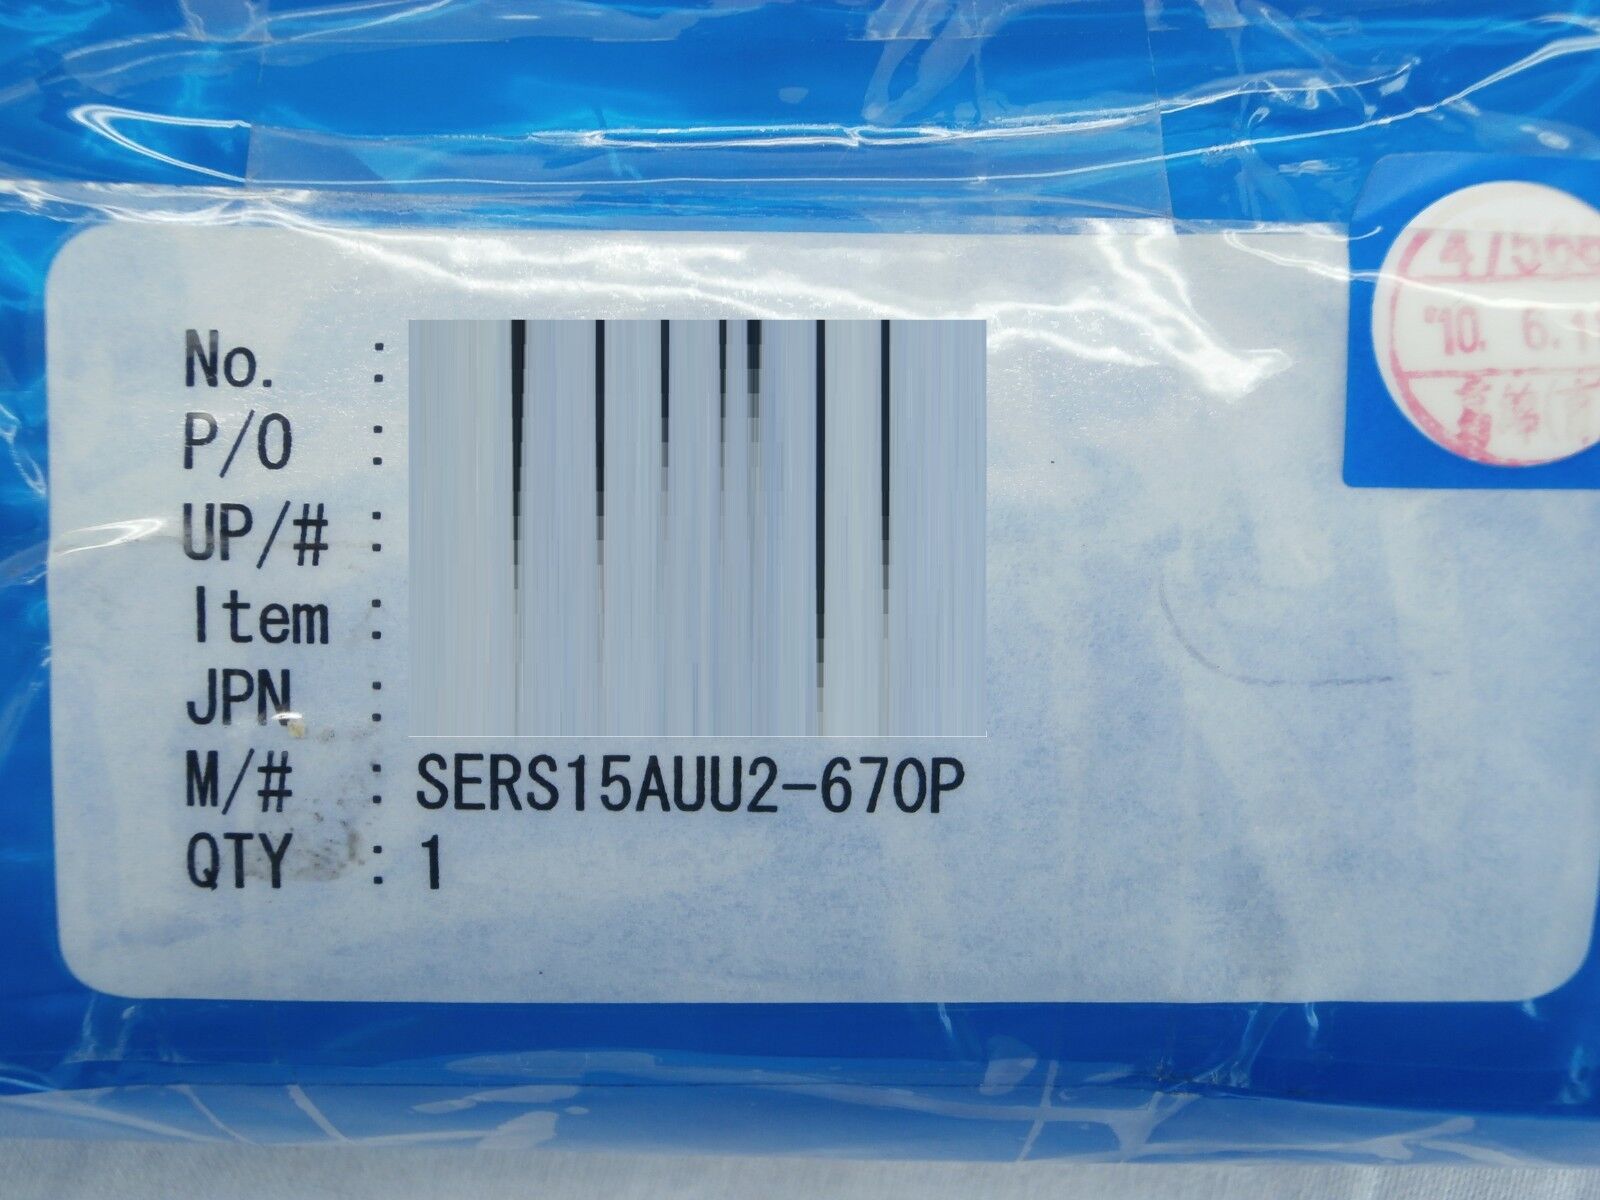 No. :
P/O :
UP/# :
Item :
JPN :
M/# : SERS15AUU2-670P
QTY : 1
'10. 6.1